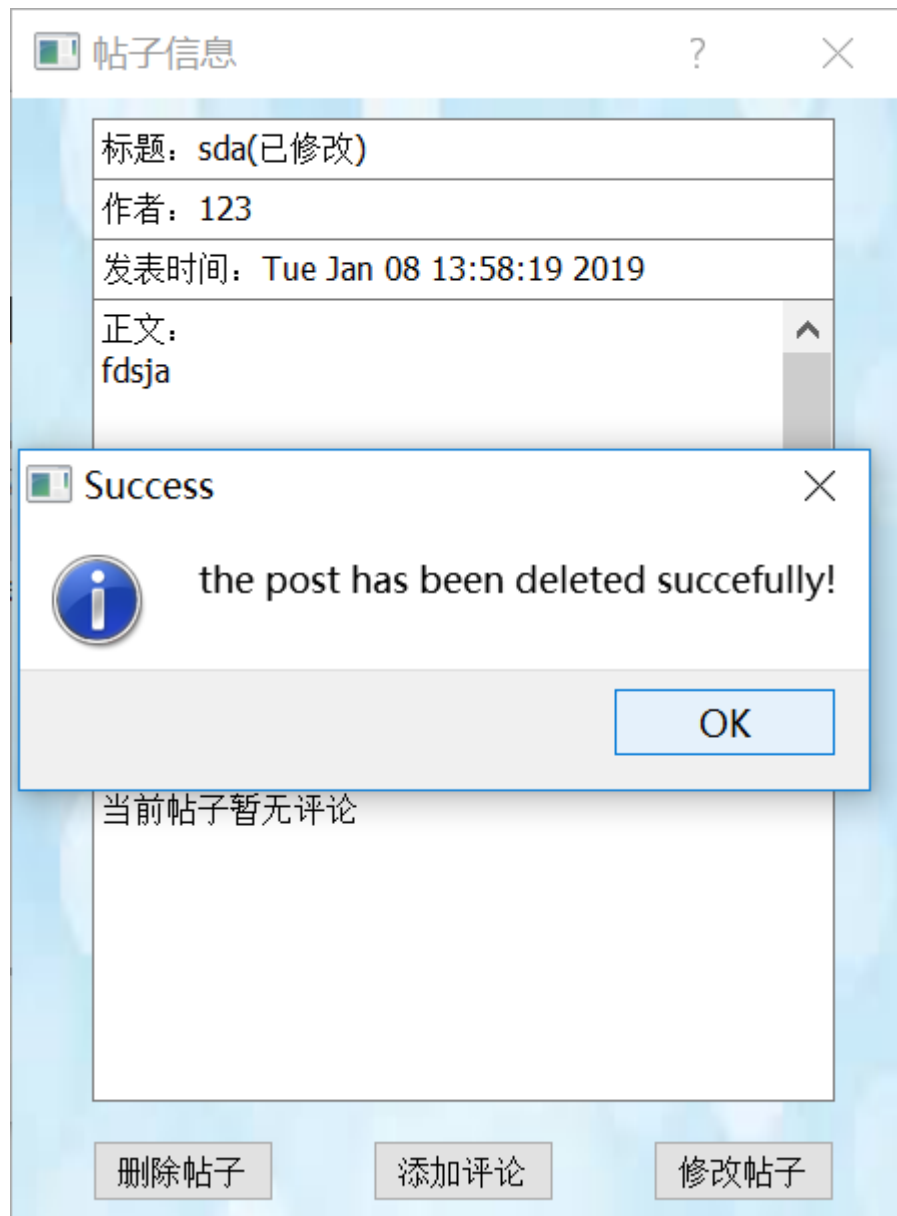 帖子信息
标题：sda(已修改)
作者：123
发表时间：Tue Jan 08 13:58:19 2019
正文：
fdsja
Success
the post has been deleted succefully!
OK
当前帖子暂无评论
删除帖子
添加评论
修改帖子